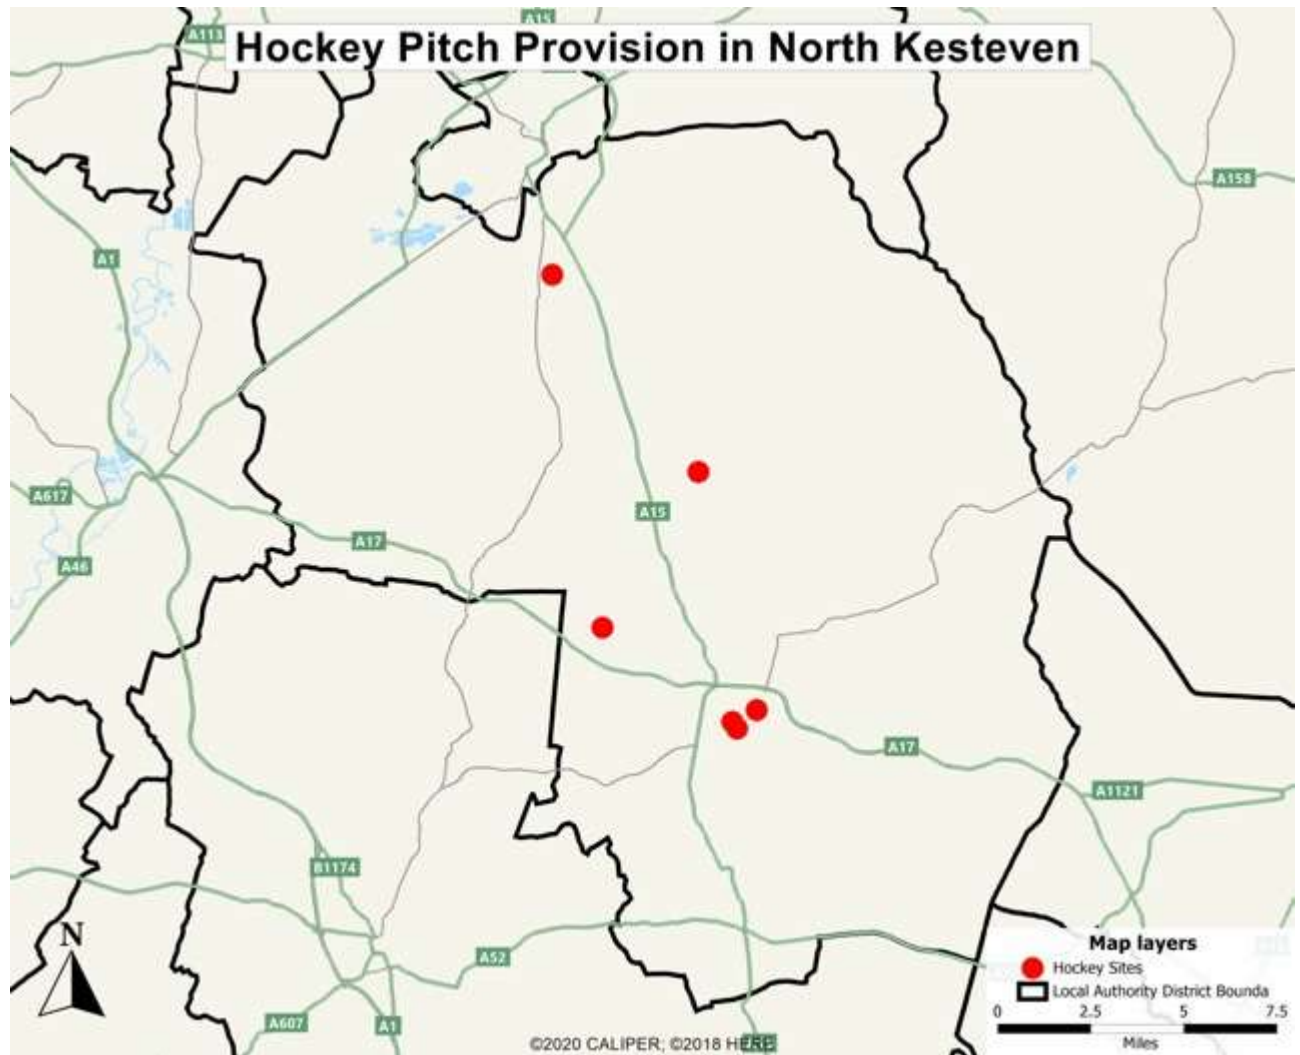 A113
A15
Hockey Pitch Provision in North Kesteven
A158
A1
A617
A15
A17
A46
A17
A1121
B1174
N
A52
Map layers
Hockey Sites
Local Authority District Bounda
0 2.5 5 7.5
Miles
A607
A1
©2020 CALIPER; ©2018 HERE